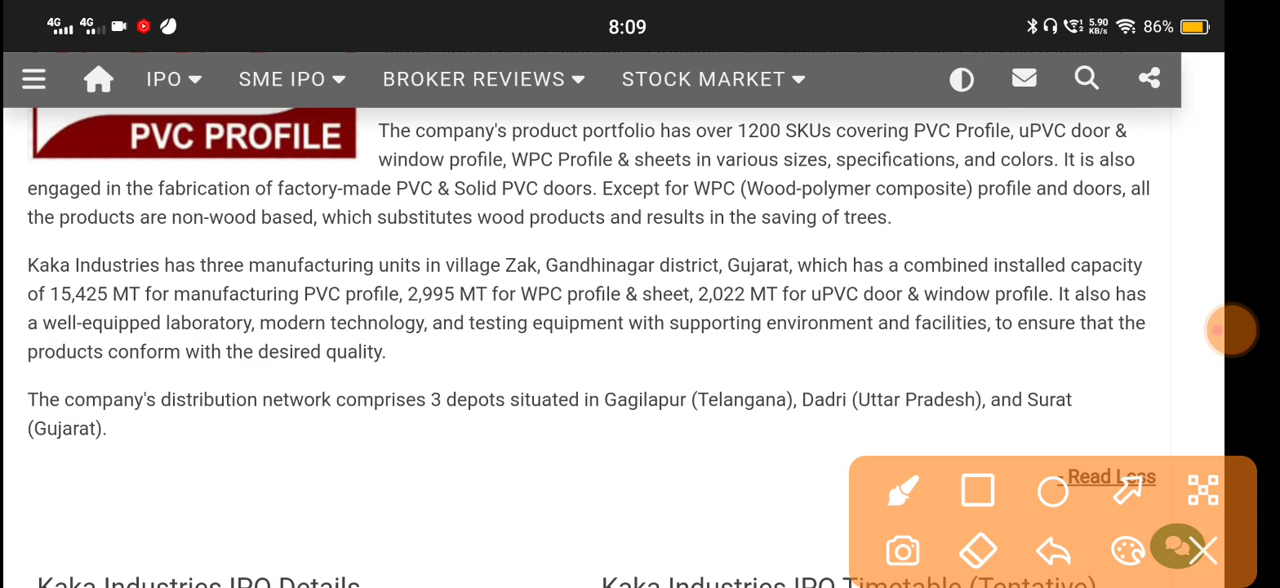 4G 4G 8:09 5.90 KB/s 86%
IPO SME IPO BROKER REVIEWS STOCK MARKET
PVC PROFILE
The company's product portfolio has over 1200 SKUs covering PVC Profile, uPVC door &
window profile, WPC Profile & sheets in various sizes, specifications, and colors. It is also
engaged in the fabrication of factory-made PVC & Solid PVC doors. Except for WPC (Wood-polymer composite) profile and doors, all
the products are non-wood based, which substitutes wood products and results in the saving of trees.
Kaka Industries has three manufacturing units in village Zak, Gandhinagar district, Gujarat, which has a combined installed capacity
of 15,425 MT for manufacturing PVC profile, 2,995 MT for WPC profile & sheet, 2,022 MT for uPVC door & window profile. It also has
a well-equipped laboratory, modern technology, and testing equipment with supporting environment and facilities, to ensure that the
products conform with the desired quality.
The company's distribution network comprises 3 depots situated in Gagilapur (Telangana), Dadri (Uttar Pradesh), and Surat
(Gujarat).
- Read Less
Kaka Industries IPO Details Kaka Industries IPO Timetable (Tentative)